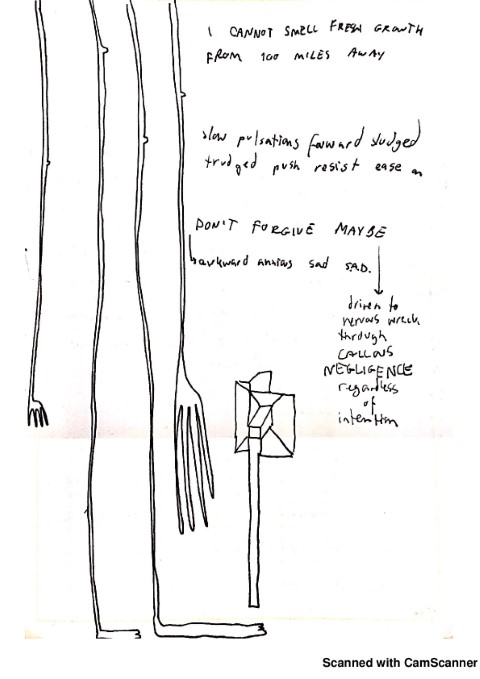 I CANNOT SMELL FRESH GROWTH
FROM 100 MILES AWAY
slow pulsations forward sludged
trudged push resist ease on
DON'T FORGIVE MAYBE
awkward anxious sad SAD.
driven to
nervous wreck
through
CALLOUS
NEGLIGENCE
regardless
of
intention
Scanned with CamScanner